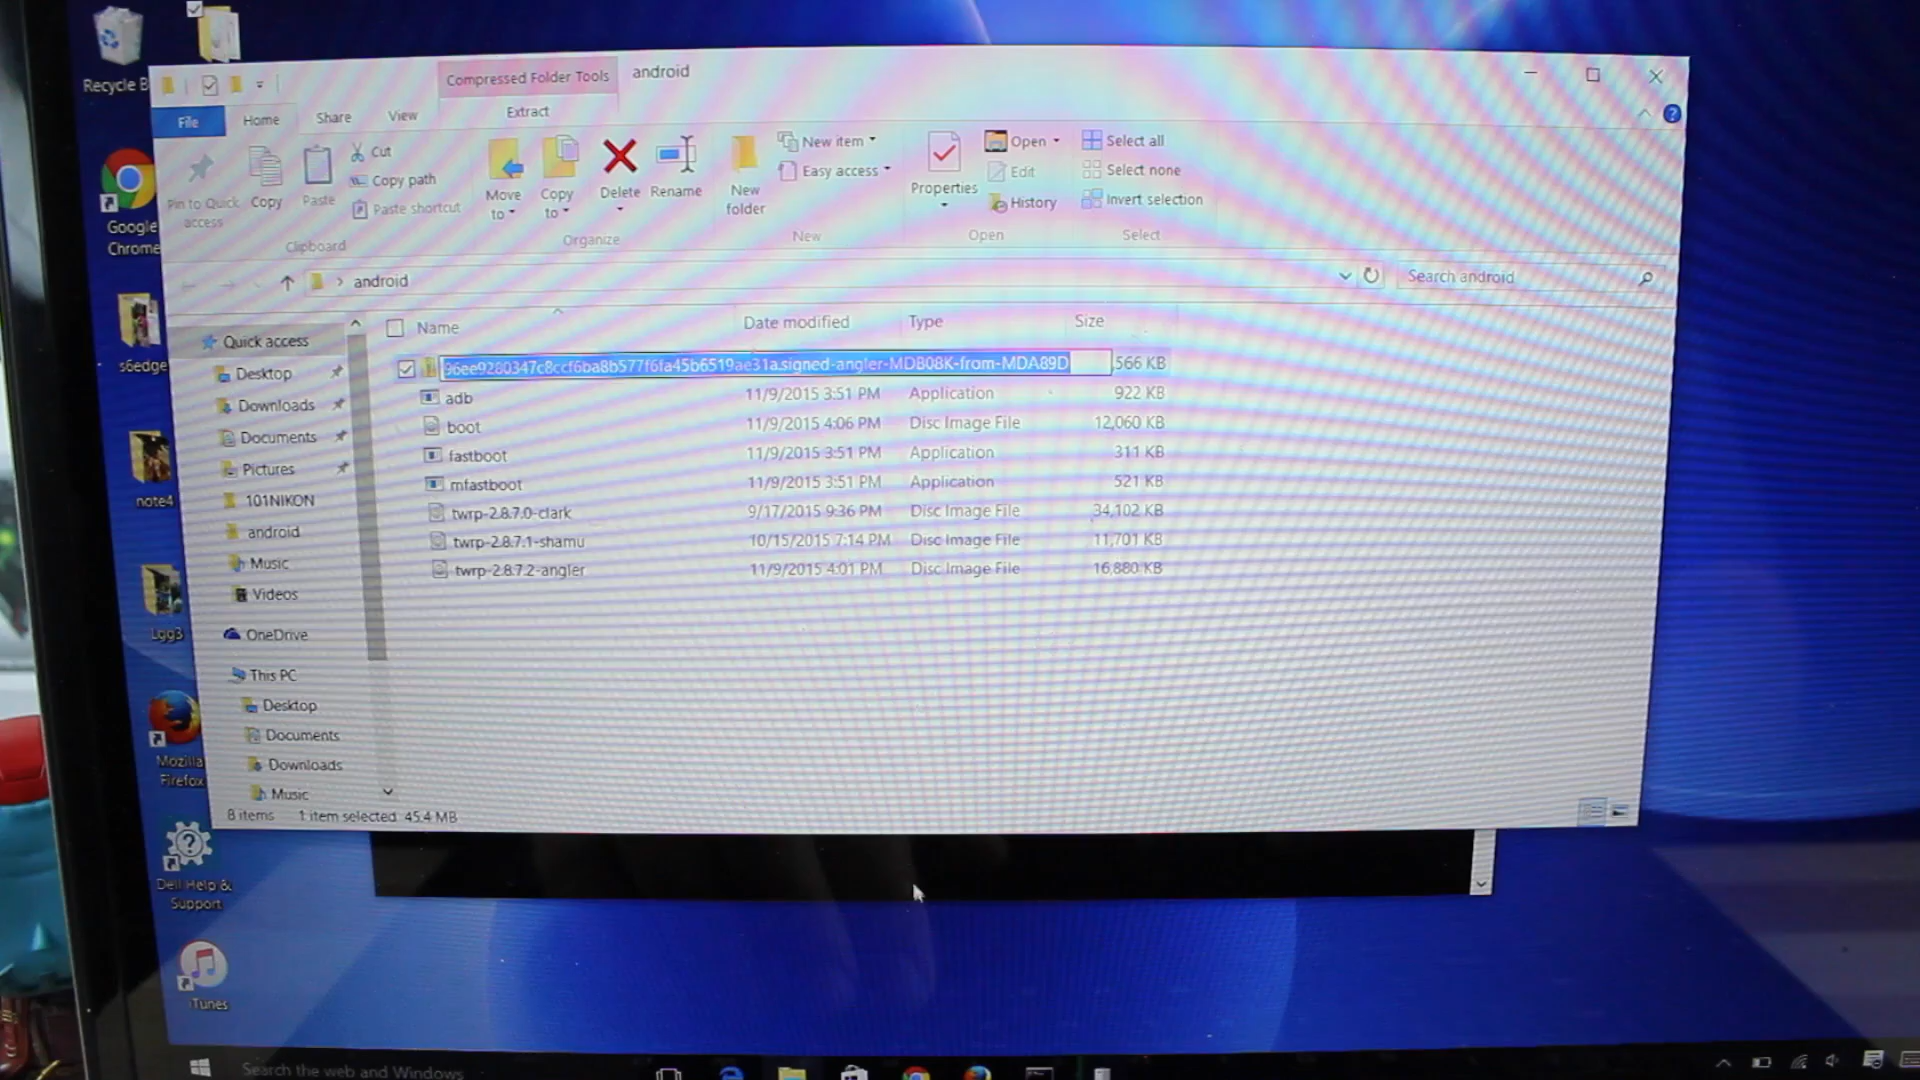 Recycle B
Compressed Folder Tools
android
File
Home
Share
View
Extract
Pin to Quick access
Copy
Paste
Cut
Copy path
Paste shortcut
Clipboard
Move to
Copy to
Delete
Rename
Organize
New folder
New item
Easy access
New
Properties
Open
Edit
History
Open
Select all
Select none
Invert selection
Select
Google Chrome
android
Search android
Name
Date modified
Type
Size
96ee9280347c8ccf6ba8b577f6fa45b6519ae31a.signed-angler-MDB08K-from-MDA89D ,566 KB
adb 11/9/2015 3:51 PM Application 922 KB
boot 11/9/2015 4:06 PM Disc Image File 12,060 KB
fastboot 11/9/2015 3:51 PM Application 311 KB
mfastboot 11/9/2015 3:51 PM Application 521 KB
twrp-2.8.7.0-clark 9/17/2015 9:36 PM Disc Image File 34,102 KB
twrp-2.8.7.1-shamu 10/15/2015 7:14 PM Disc Image File 11,701 KB
twrp-2.8.7.2-angler 11/9/2015 4:01 PM Disc Image File 16,880 KB
Quick access
Desktop
Downloads
Documents
Pictures
101NIKON
android
Music
Videos
OneDrive
This PC
Desktop
Documents
Downloads
Music
8 items 1 item selected 45.4 MB
s6edge
note4
Lgg3
Mozilla Firefox
Dell Help & Support
iTunes
Search the web and Windows